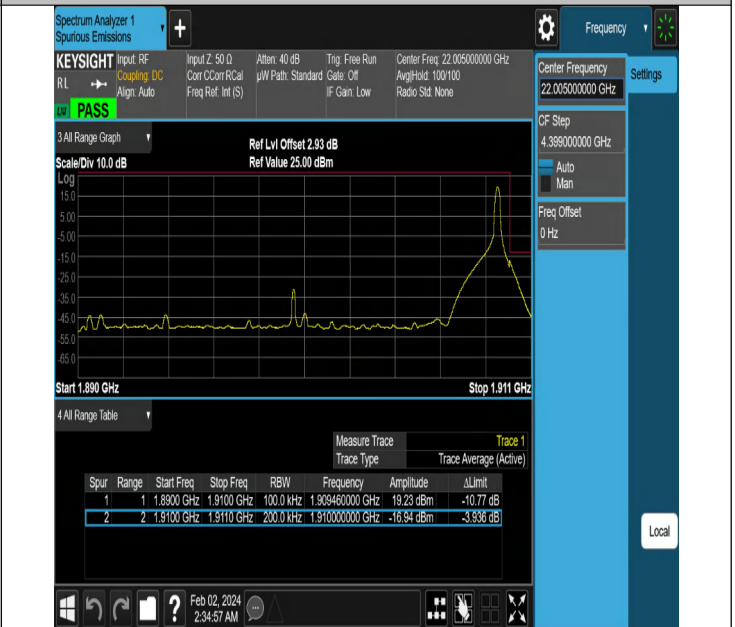 Spectrum Analyzer 1
Spurious Emissions
+
Frequency
KEYSIGHT
RL
Input: RF
Coupling: DC
Align: Auto
Input Z: 50 Ω
Corr CCorr RCal
Freq Ref: Int (S)
Atten: 40 dB
µW Path: Standard
Trig: Free Run
Gate: Off
IF Gain: Low
Center Freq: 22.005000000 GHz
Avg|Hold: 100/100
Radio Std: None
PASS
Center Frequency
22.005000000 GHz
Settings
CF Step
4.399000000 GHz
Auto
Man
Freq Offset
0 Hz
3 All Range Graph
Ref Lvl Offset 2.93 dB
Scale/Div 10.0 dB
Ref Value 25.00 dBm
Log
15.0
5.00
-5.00
-15.0
-25.0
-35.0
-45.0
-55.0
-65.0
Start 1.890 GHz
Stop 1.911 GHz
4 All Range Table
Measure Trace Trace 1
Trace Type Trace Average (Active)
Spur Range Start Freq Stop Freq RBW Frequency Amplitude ΔLimit
1 1 1.8900 GHz 1.9100 GHz 100.0 kHz 1.909460000 GHz 19.23 dBm -10.77 dB
2 2 1.9100 GHz 1.9110 GHz 200.0 kHz 1.910000000 GHz -16.94 dBm -3.936 dB
Local
?
Feb 02, 2024
2:34:57 AM